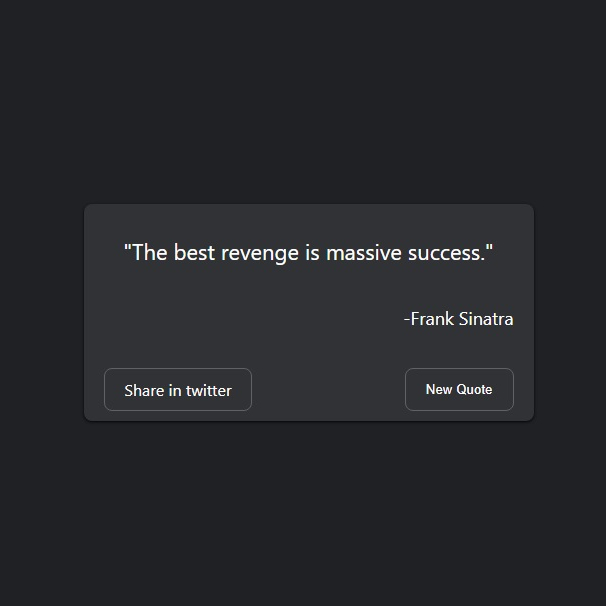 "The best revenge is massive success."
-Frank Sinatra
Share in twitter
New Quote